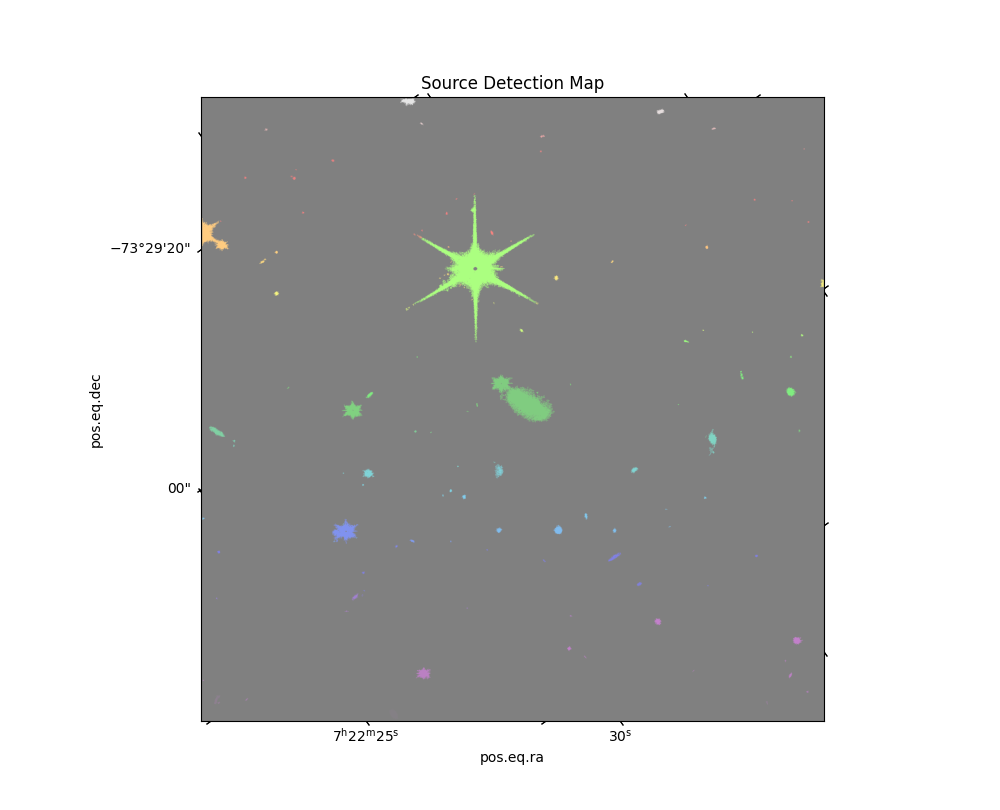 Source Detection Map
−73°29'20"
pos.eq.dec
00"
7ʰ22ᵐ25ˢ
30ˢ
pos.eq.ra